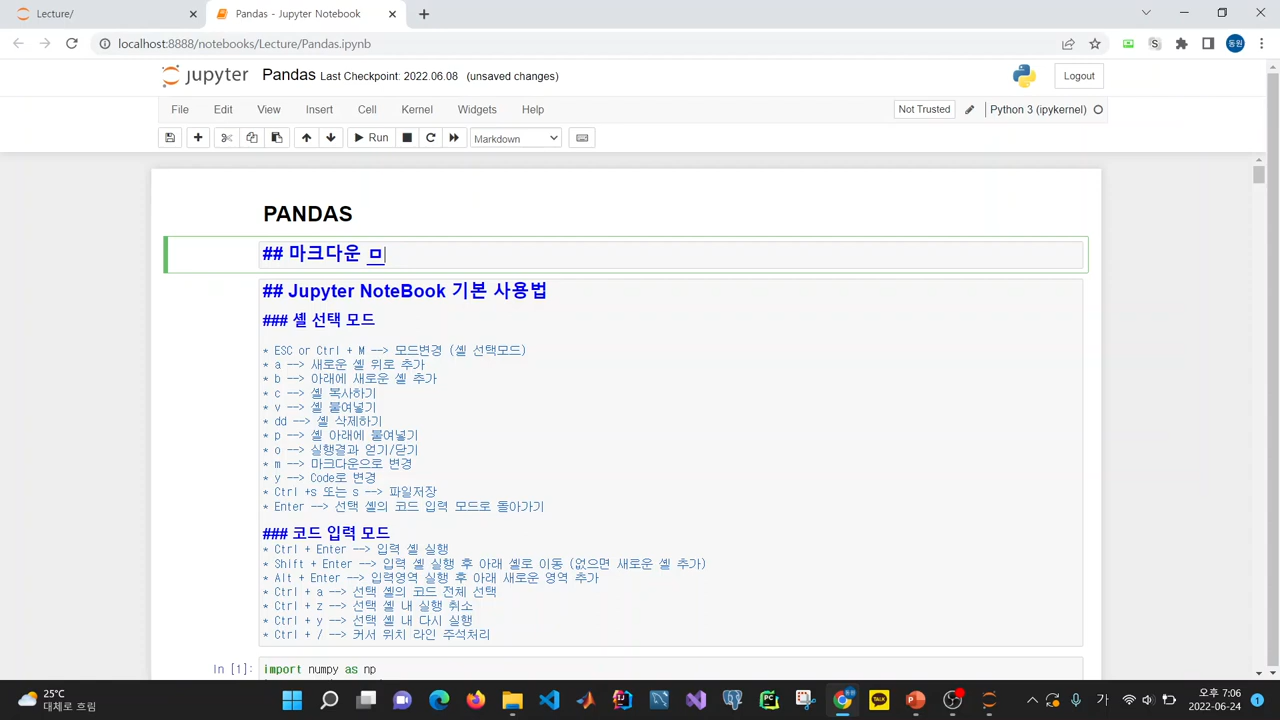 Lecture/
Pandas - Jupyter Notebook
localhost:8888/notebooks/Lecture/Pandas.ipynb
동원
jupyter Pandas Last Checkpoint: 2022.06.08 (unsaved changes)
Logout
File Edit View Insert Cell Kernel Widgets Help
Not Trusted
Python 3 (ipykernel)
Run
Markdown
PANDAS
## 마크다운 ㅁ
## Jupyter NoteBook 기본 사용법
### 셀 선택 모드
* ESC or Ctrl + M --> 모드변경 (셀 선택모드)
* a --> 새로운 셀 위로 추가
* b --> 아래에 새로운 셀 추가
* c --> 셀 복사하기
* v --> 셀 붙여넣기
* dd --> 셀 삭제하기
* p --> 셀 아래에 붙여넣기
* o --> 실행결과 얻기/닫기
* m --> 마크다운으로 변경
* y --> Code로 변경
* Ctrl +s 또는 s --> 파일저장
* Enter --> 선택 셀의 코드 입력 모드로 돌아가기
### 코드 입력 모드
* Ctrl + Enter --> 입력 셀 실행
* Shift + Enter --> 입력 셀 실행 후 아래 셀로 이동 (없으면 새로운 셀 추가)
* Alt + Enter --> 입력영역 실행 후 아래 새로운 영역 추가
* Ctrl + a --> 선택 셀의 코드 전체 선택
* Ctrl + z --> 선택 셀 내 실행 취소
* Ctrl + y --> 선택 셀 내 다시 실행
* Ctrl + / --> 커서 위치 라인 주석처리
In [1]: import numpy as np
25°C
대체로 흐림
가
오후 7:06
2022-06-24